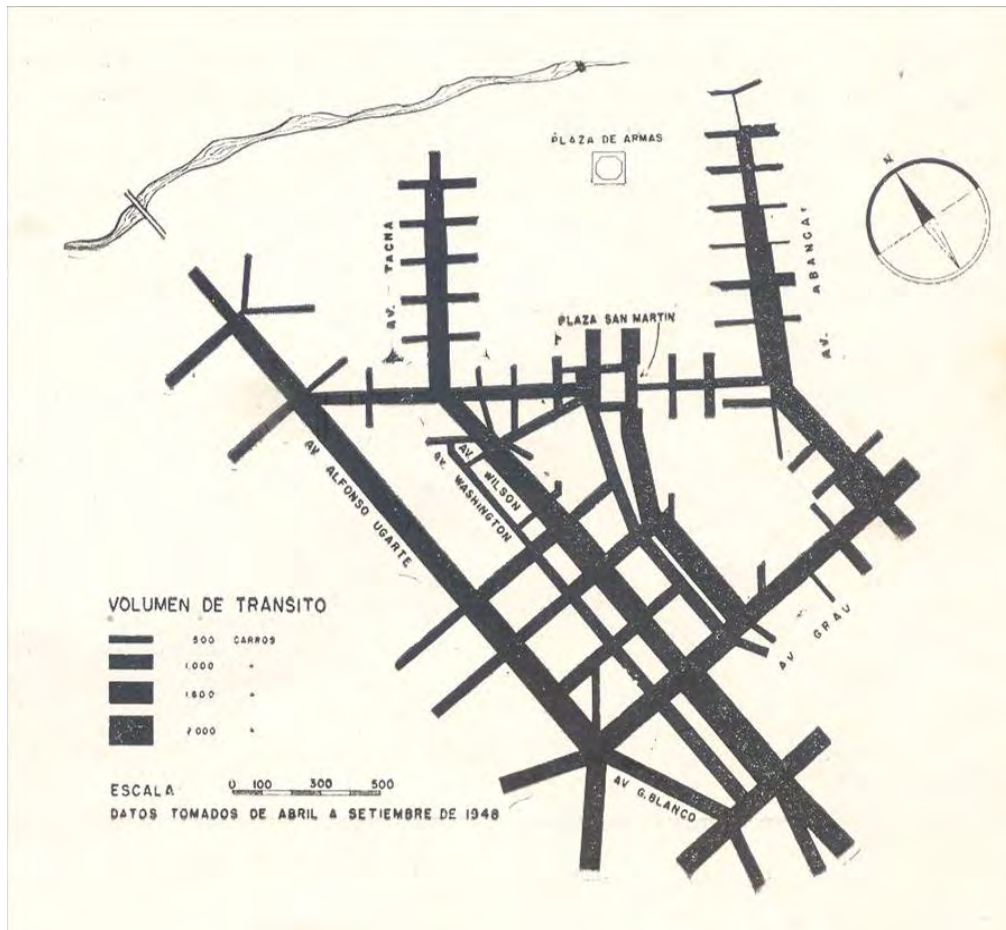 PLAZA DE ARMAS
N
AV. TACNA
AV. ABANCAY
PLAZA SAN MARTIN
AV. WILSON
AV. WASHINGTON
AV. ALFONSO UGARTE
AV GRAU
AV G. BLANCO
VOLUMEN DE TRANSITO
500 CARROS
1.000 "
"
2.000 "
ESCALA
0 100 300 500
DATOS TOMADOS DE ABRIL A SETIEMBRE DE 1948